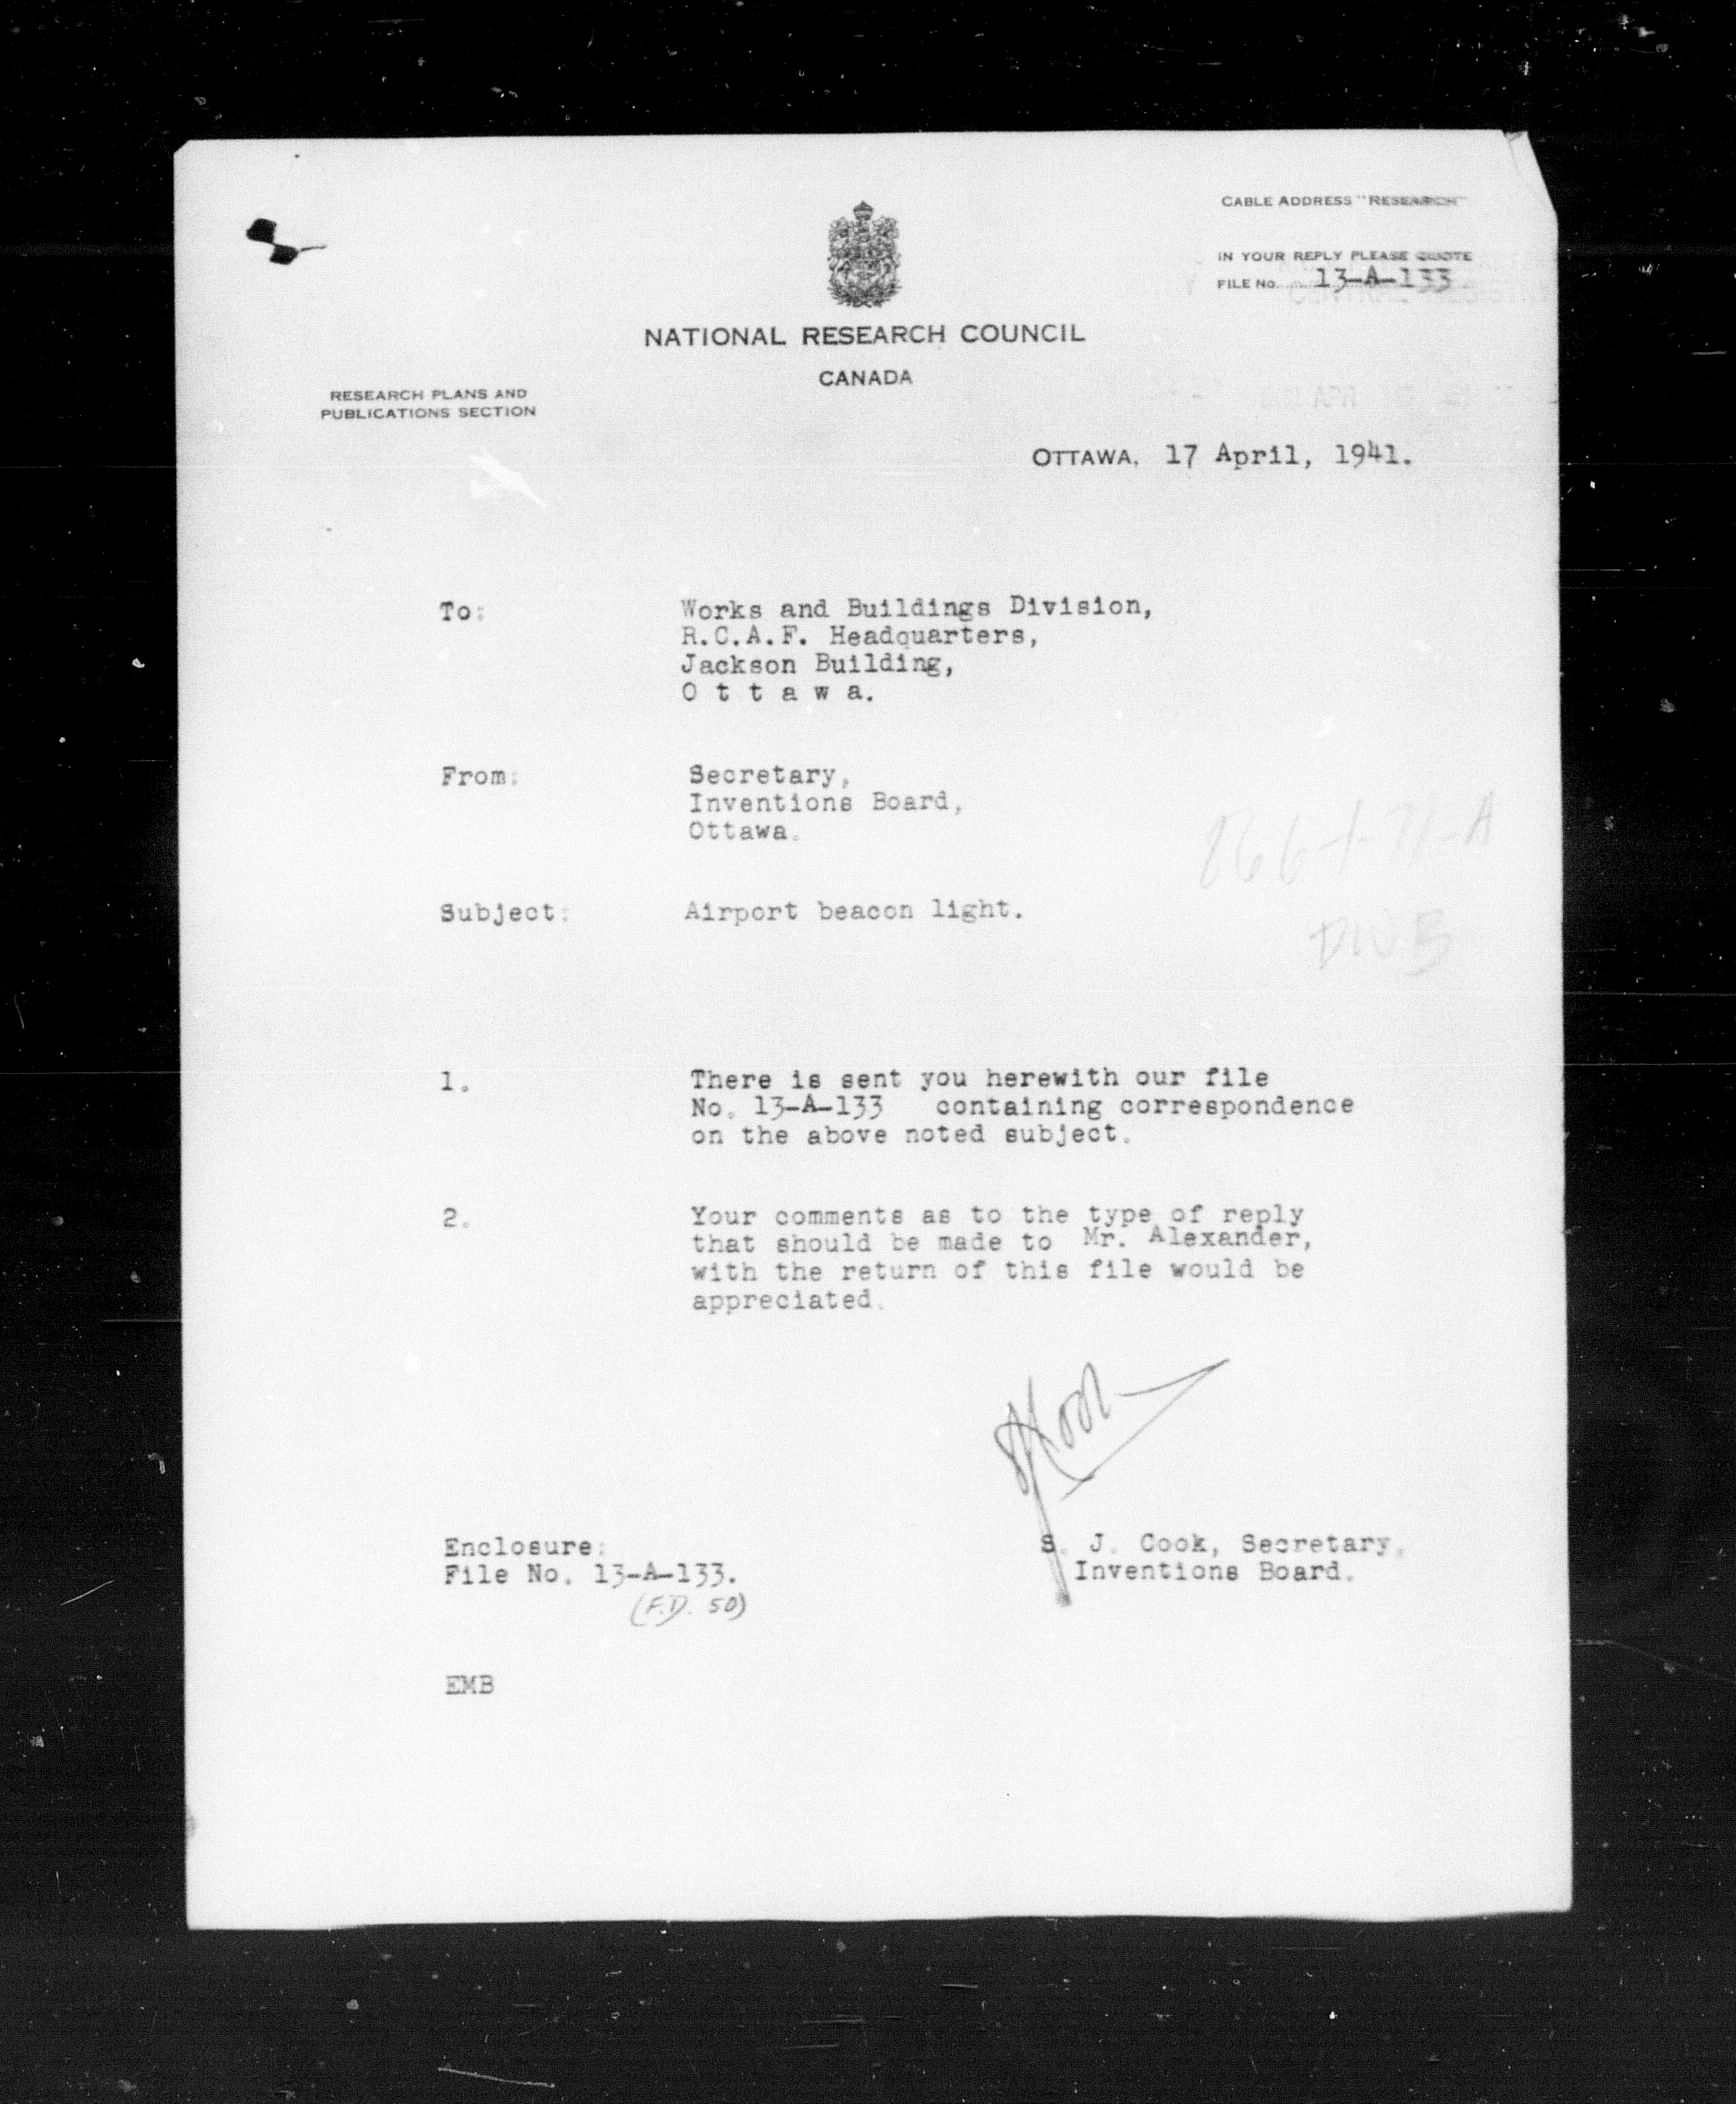 CABLE ADDRESS "RESEARCH"
IN YOUR REPLY PLEASE QUOTE
FILE No. 13-A-133
NATIONAL RESEARCH COUNCIL
CANADA
RESEARCH PLANS AND
PUBLICATIONS SECTION
OTTAWA, 17 April, 1941.
To: Works and Buildings Division,
R.C.A.F. Headquarters,
Jackson Building,
O t t a w a.
From: Secretary,
Inventions Board,
Ottawa.
Subject: Airport beacon light.
DWB
1. There is sent you herewith our file
No. 13-A-133 containing correspondence
on the above noted subject.
2. Your comments as to the type of reply
that should be made to Mr. Alexander,
with the return of this file would be
appreciated.
SJCook
Enclosure: S. J. Cook, Secretary,
File No. 13-A-133. Inventions Board.
(F.D. 50)
EMB